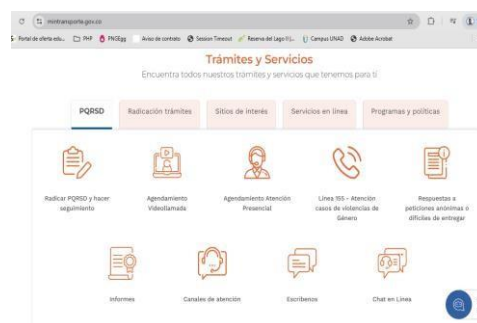 mintransporte.gov.co
Portal de oferta edu... PHP PNGEgg Aviso de contrato Session Timeout Reserva del Lago II |... Campus UNAD Adobe Acrobat
Trámites y Servicios
Encuentra todos nuestros trámites y servicios que tenemos para tí
PQRSD Radicación trámites Sitios de interés Servicios en línea Programas y políticas
Radicar PQRSD y hacer seguimiento
Agendamiento Videollamada
Agendamiento Atención Presencial
Línea 155 - Atención casos de violencias de Género
Respuestas a peticiones anónimas o difíciles de entregar
Informes
Canales de atención
Escríbenos
Chat en Línea